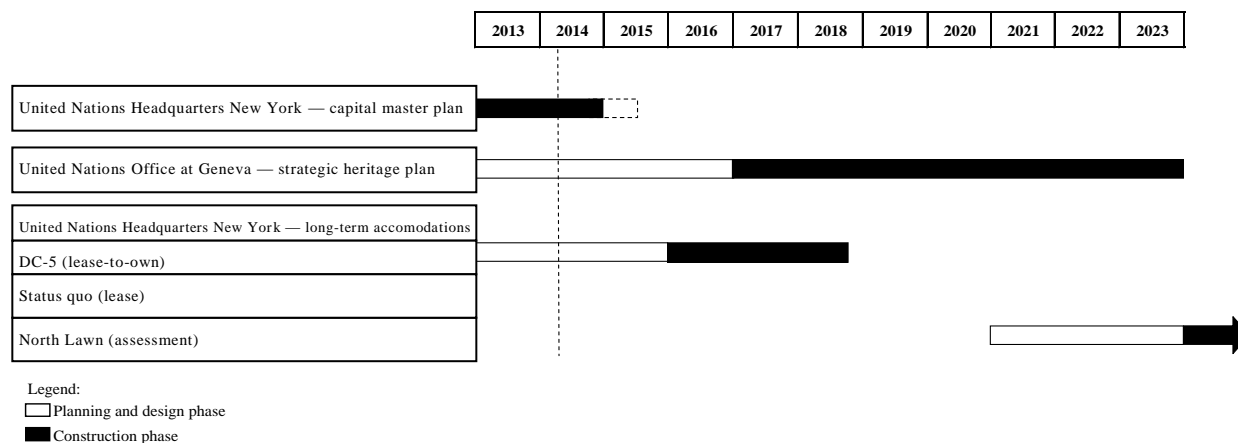 2013 2014 2015 2016 2017 2018 2019 2020 2021 2022 2023
United Nations Headquarters New York — capital master plan
United Nations Office at Geneva — strategic heritage plan
United Nations Headquarters New York — long-term accomodations
DC-5 (lease-to-own)
Status quo (lease)
North Lawn (assessment)
Legend:
Planning and design phase
Construction phase